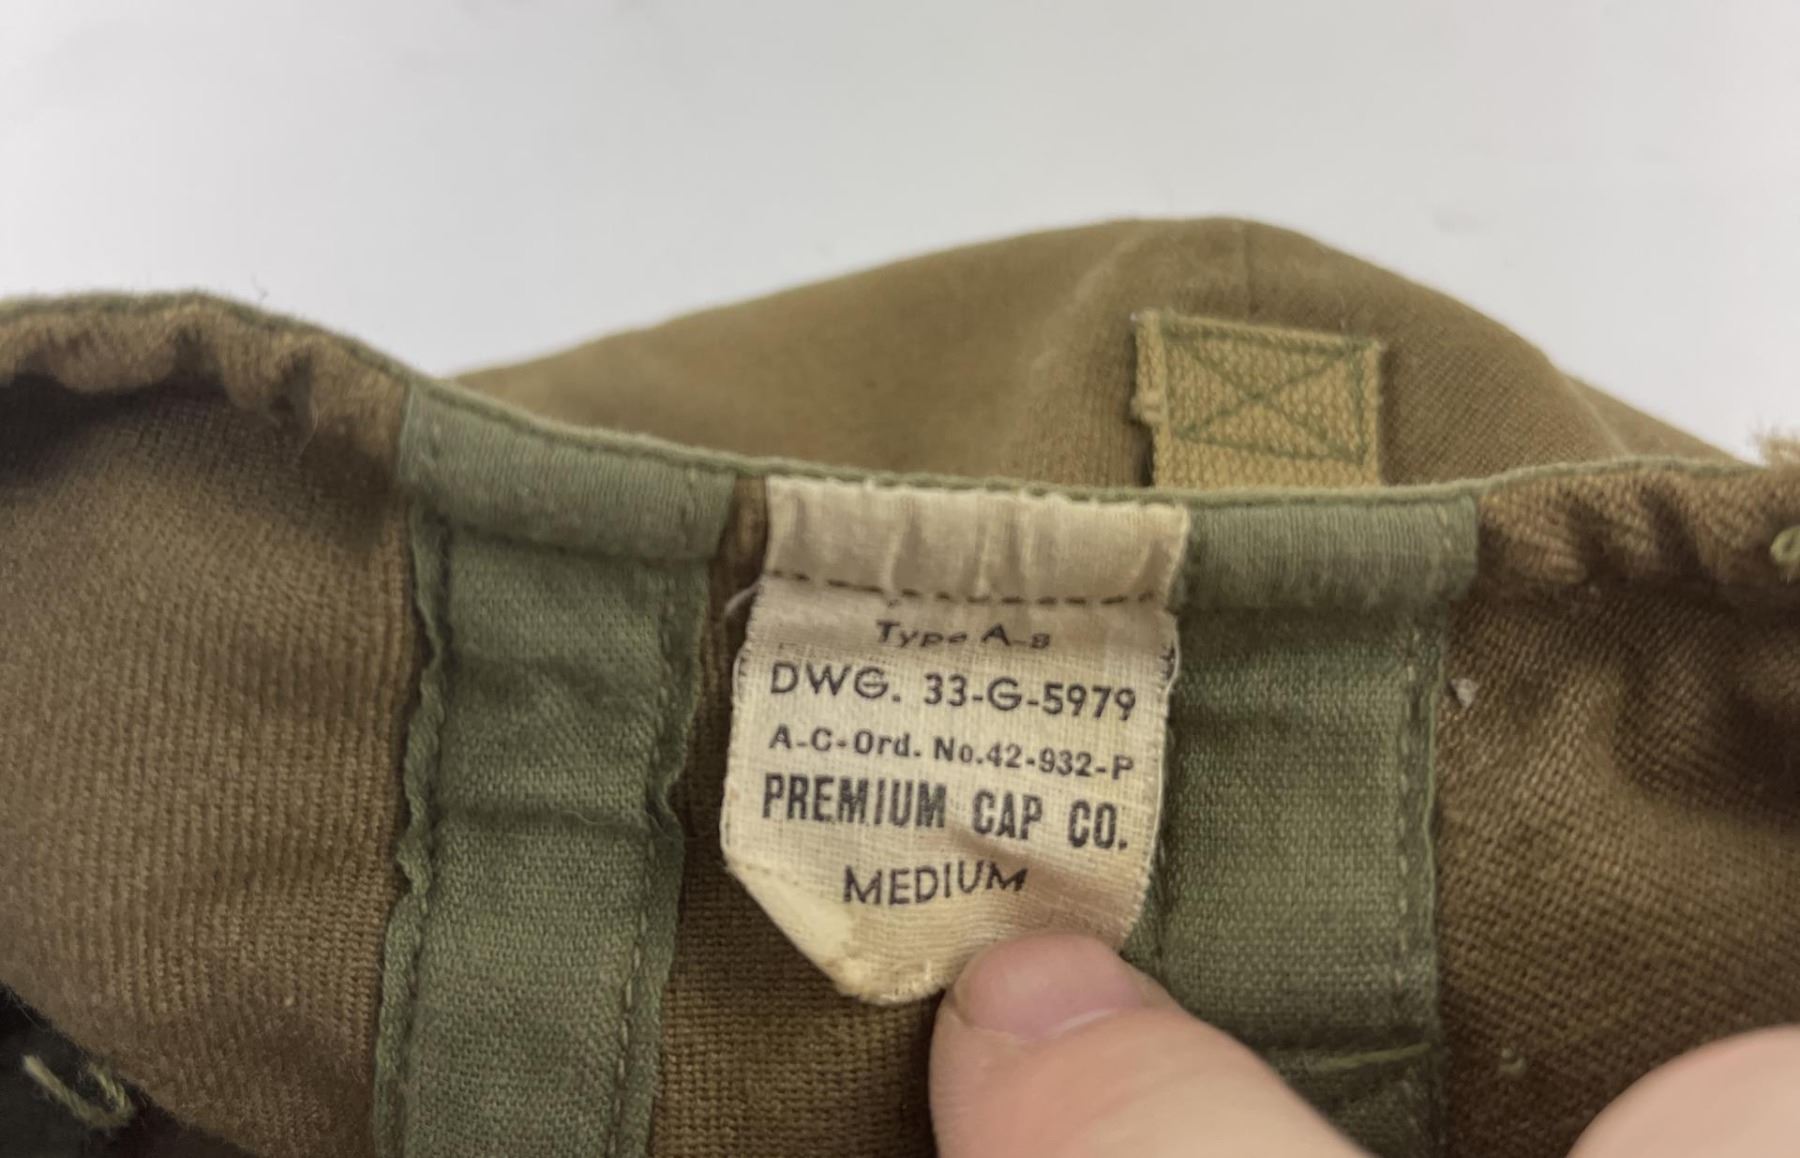 Type A-8
DWG. 33-G-5979
A-C-Ord. No.42-932-P
PREMIUM CAP CO.
MEDIUM